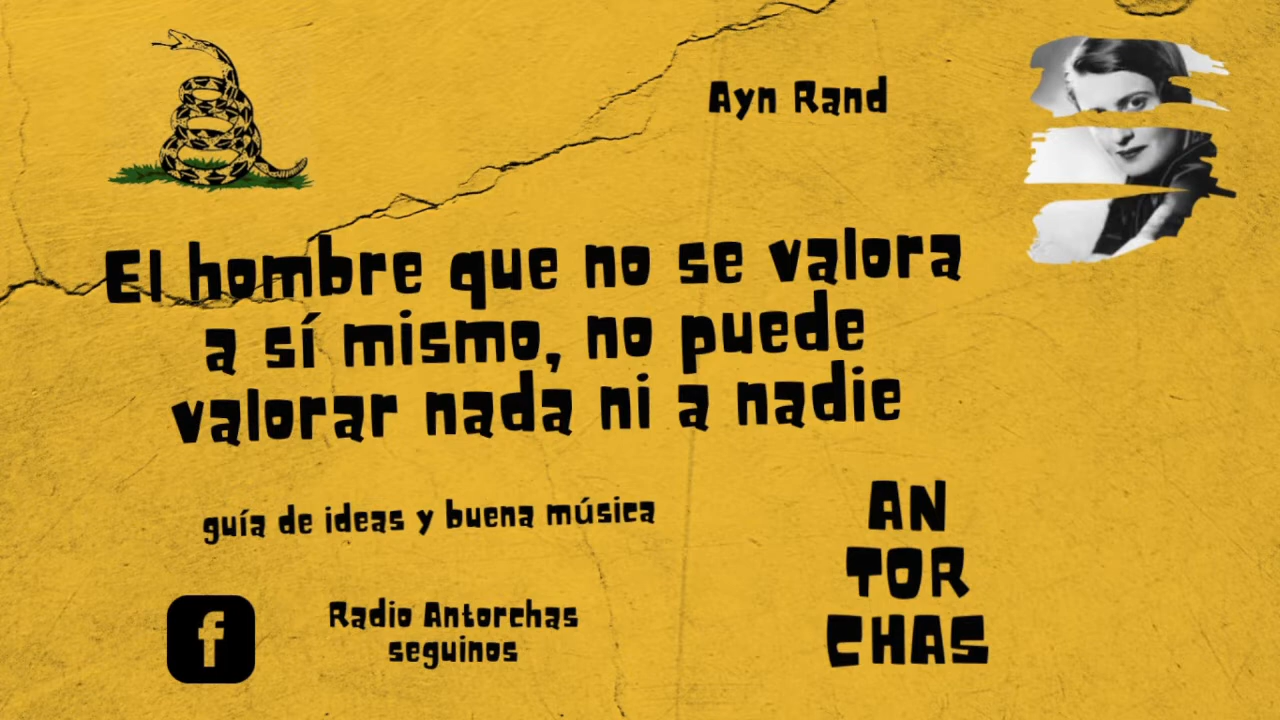 Ayn Rand
El hombre que no se valora
a sí mismo, no puede
valorar nada ni a nadie
guía de ideas y buena música
AN
TOR
CHAS
f
Radio Antorchas
seguinos